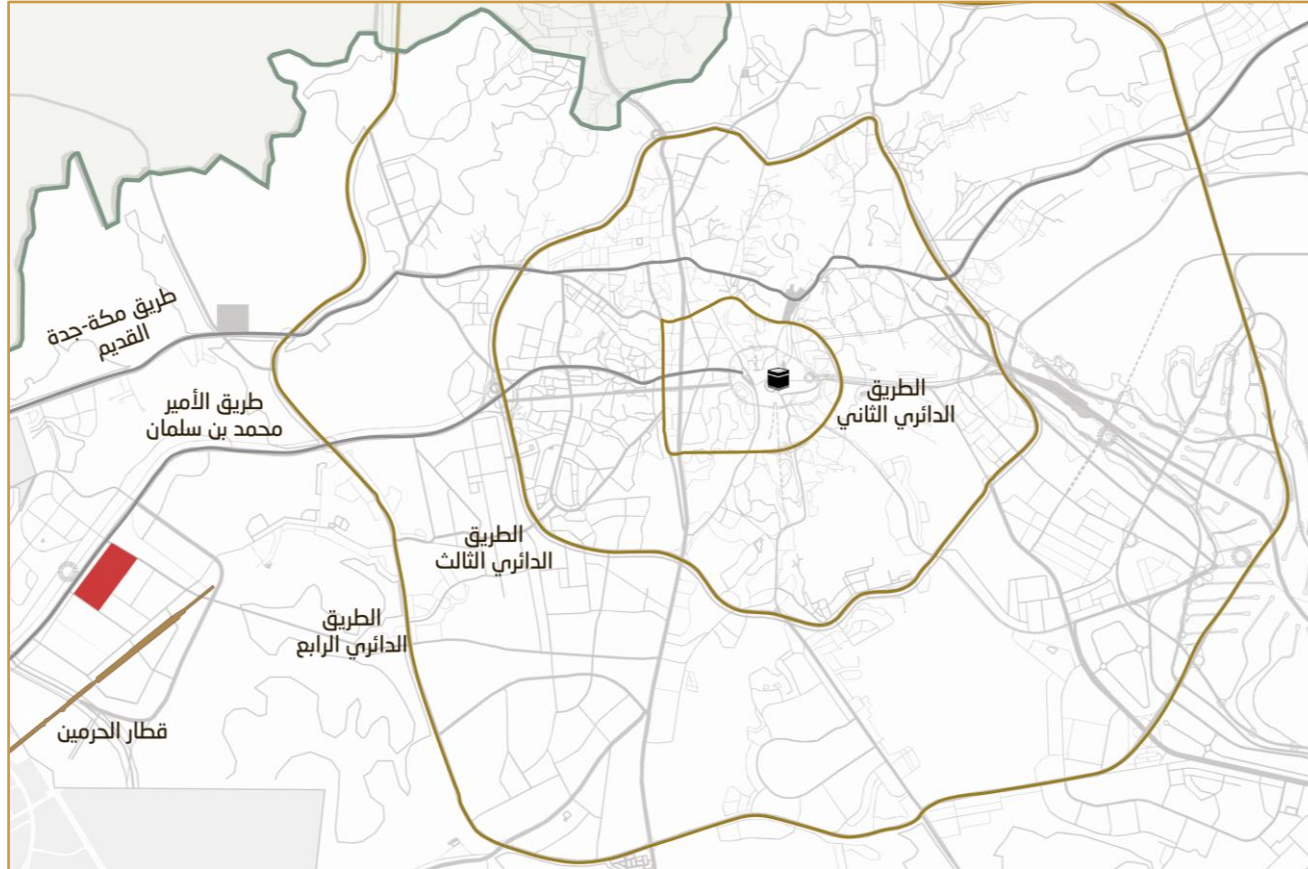 طريق مكة-جدة
القديم
طريق الأمير
محمد بن سلمان
الطريق
الدائري الثاني
الطريق
الدائري الثالث
الطريق
الدائري الرابع
قطار الحرمين